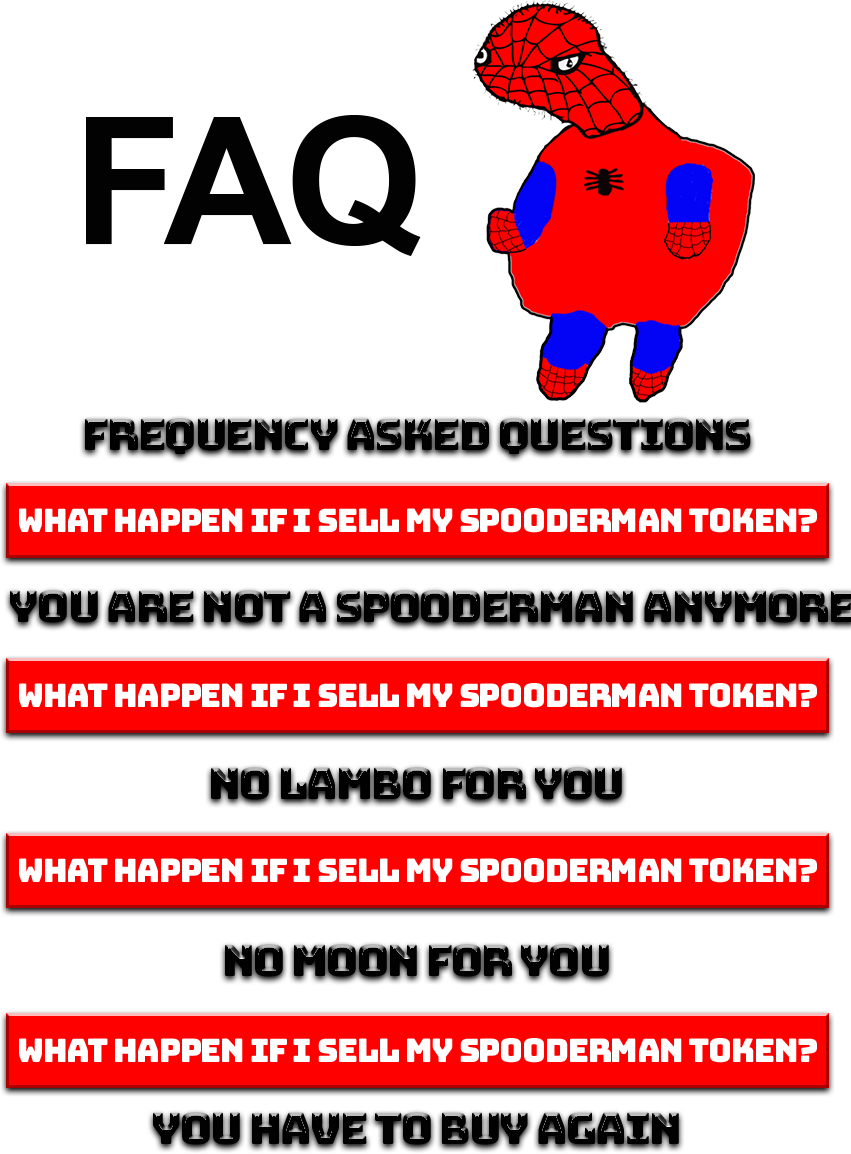 FAQ
FREQUENCY ASKED QUESTIONS
WHAT HAPPEN IF I SELL MY SPOODERMAN TOKEN?
YOU ARE NOT A SPOODERMAN ANYMORE
WHAT HAPPEN IF I SELL MY SPOODERMAN TOKEN?
NO LAMBO FOR YOU
WHAT HAPPEN IF I SELL MY SPOODERMAN TOKEN?
NO MOON FOR YOU
WHAT HAPPEN IF I SELL MY SPOODERMAN TOKEN?
YOU HAVE TO BUY AGAIN